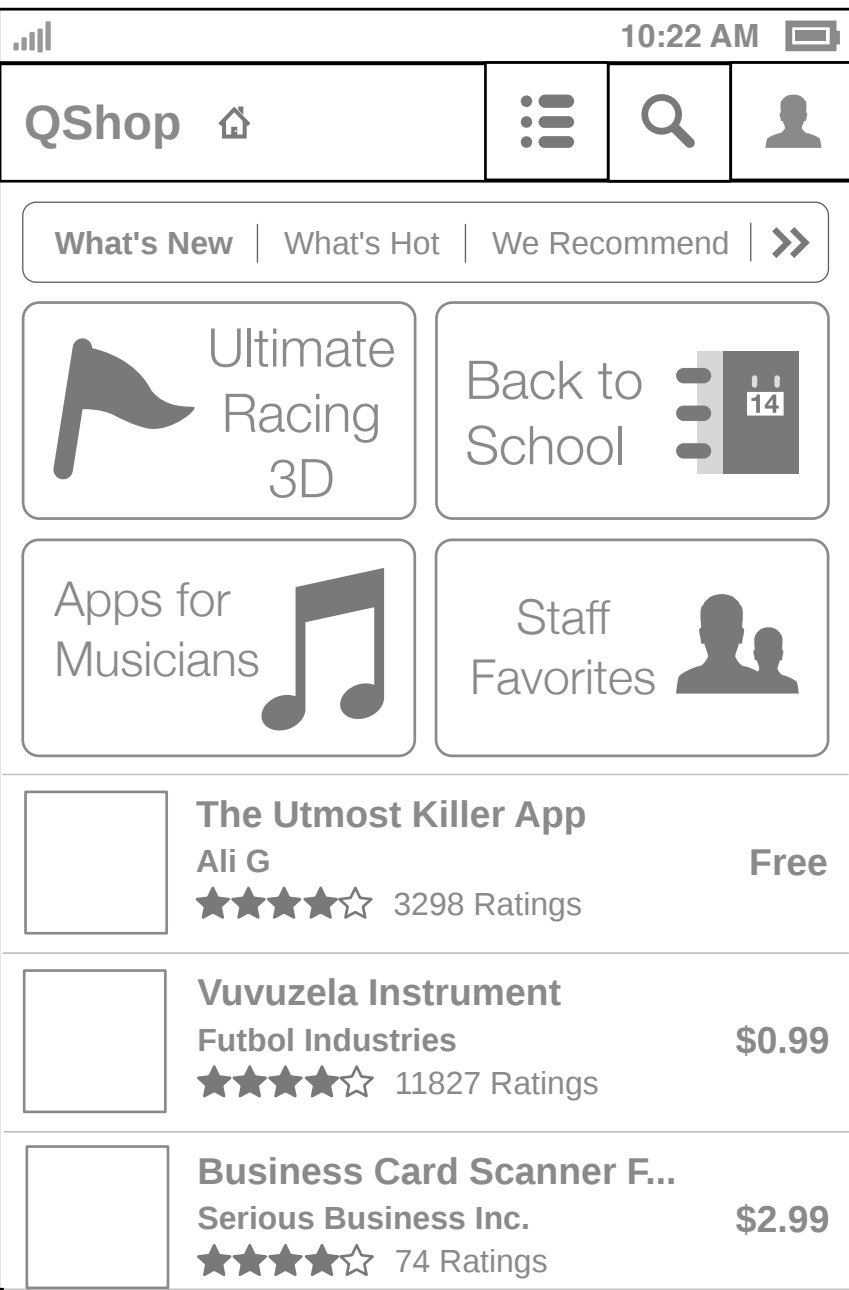 10:22 AM
QShop
What's New What's Hot We Recommend
Ultimate
Racing
3D
Back to
School
14
Apps for
Musicians
Staff
Favorites
The Utmost Killer App
Ali G
Free
3298 Ratings
Vuvuzela Instrument
Futbol Industries
$0.99
11827 Ratings
Business Card Scanner F...
Serious Business Inc.
$2.99
74 Ratings